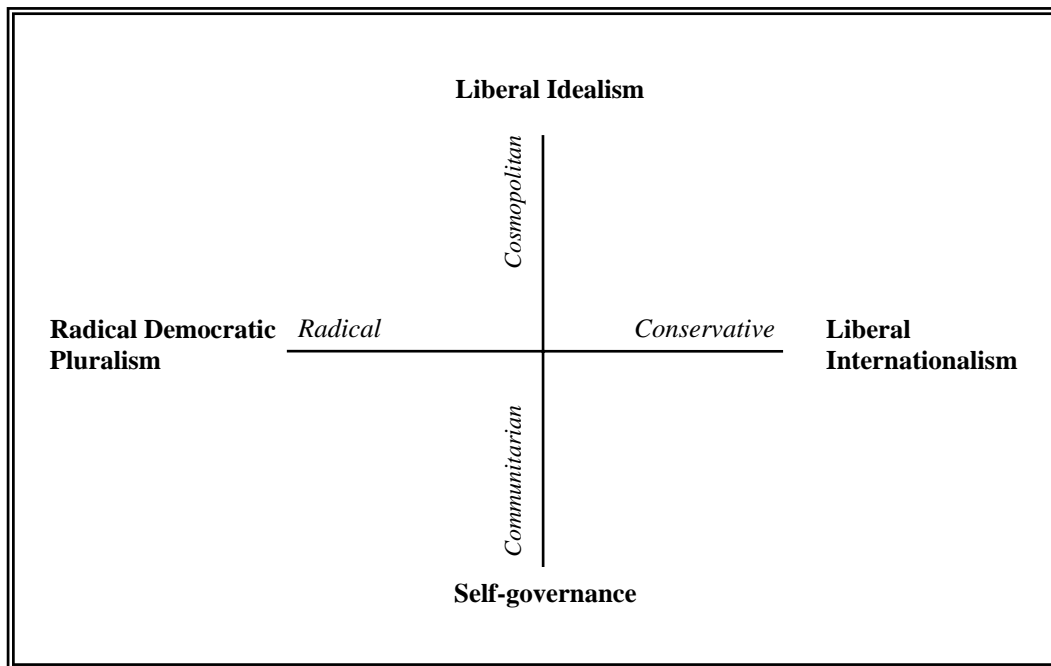 Liberal Idealism
Cosmopolitan
Radical Democratic
Pluralism
Radical
Conservative
Liberal
Internationalism
Communitarian
Self-governance